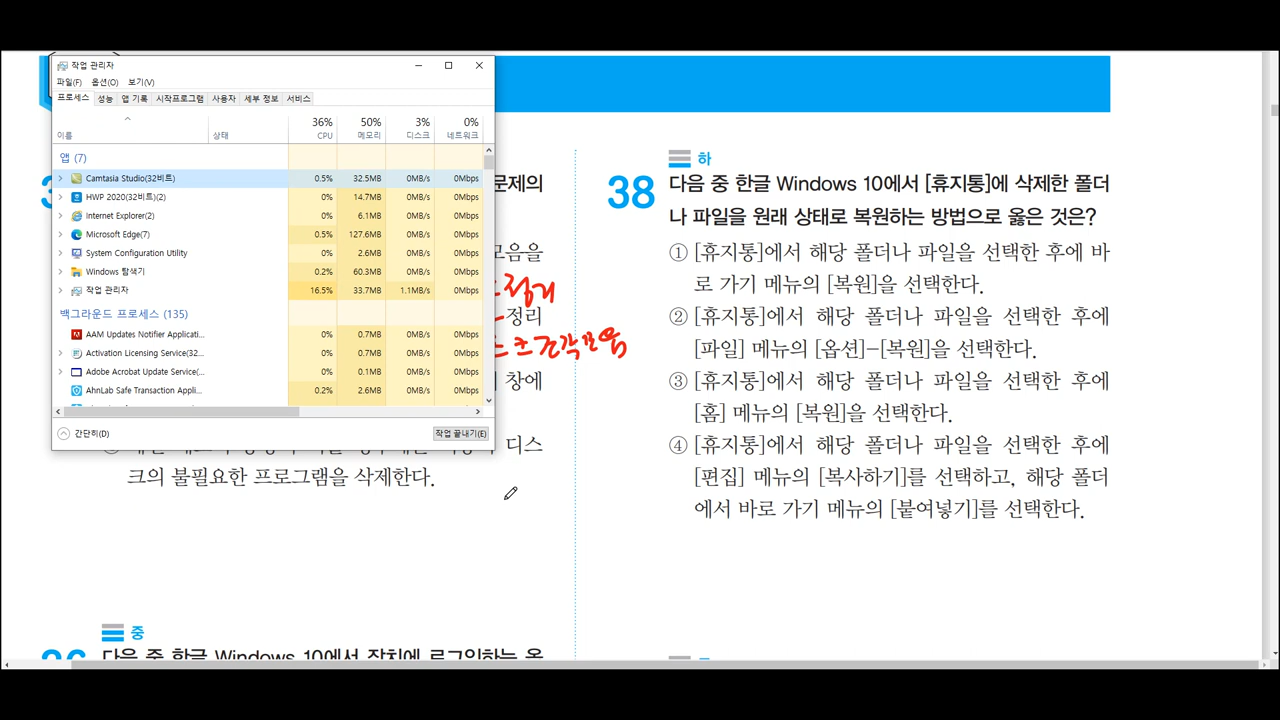 작업 관리자
파일(F) 옵션(O) 보기(V)
프로세스 성능 앱 기록 시작프로그램 사용자 세부 정보 서비스
36% 50% 3% 0%
이름 상태 CPU 메모리 디스크 네트워크
앱 (7)
Camtasia Studio(32비트) 0.5% 32.5MB 0MB/s 0Mbps
HWP 2020(32비트)(2) 0% 14.7MB 0MB/s 0Mbps
Internet Explorer(2) 0% 6.1MB 0MB/s 0Mbps
Microsoft Edge(7) 0.5% 127.6MB 0MB/s 0Mbps
System Configuration Utility 0% 2.6MB 0MB/s 0Mbps
Windows 탐색기 0.2% 60.3MB 0MB/s 0Mbps
작업 관리자 16.5% 33.7MB 1.1MB/s 0Mbps
백그라운드 프로세스 (135)
AAM Updates Notifier Applicati... 0% 0.7MB 0MB/s 0Mbps
Activation Licensing Service(32... 0% 0.7MB 0MB/s 0Mbps
Adobe Acrobat Update Service(... 0% 0.1MB 0MB/s 0Mbps
AhnLab Safe Transaction Appli... 0.2% 2.6MB 0MB/s 0Mbps
간단히(D) 작업 끝내기(E)
문제의
모음을
정리
창에
디스
크의 불필요한 프로그램을 삭제한다.
중
다음 중 한글 Windows 10에서 장치에 로그인하는 옳
하
38 다음 중 한글 Windows 10에서 [휴지통]에 삭제한 폴더
나 파일을 원래 상태로 복원하는 방법으로 옳은 것은?
① [휴지통]에서 해당 폴더나 파일을 선택한 후에 바
로 가기 메뉴의 [복원]을 선택한다.
② [휴지통]에서 해당 폴더나 파일을 선택한 후에
[파일] 메뉴의 [옵션]-[복원]을 선택한다.
③ [휴지통]에서 해당 폴더나 파일을 선택한 후에
[홈] 메뉴의 [복원]을 선택한다.
④ [휴지통]에서 해당 폴더나 파일을 선택한 후에
[편집] 메뉴의 [복사하기]를 선택하고, 해당 폴더
에서 바로 가기 메뉴의 [붙여넣기]를 선택한다.